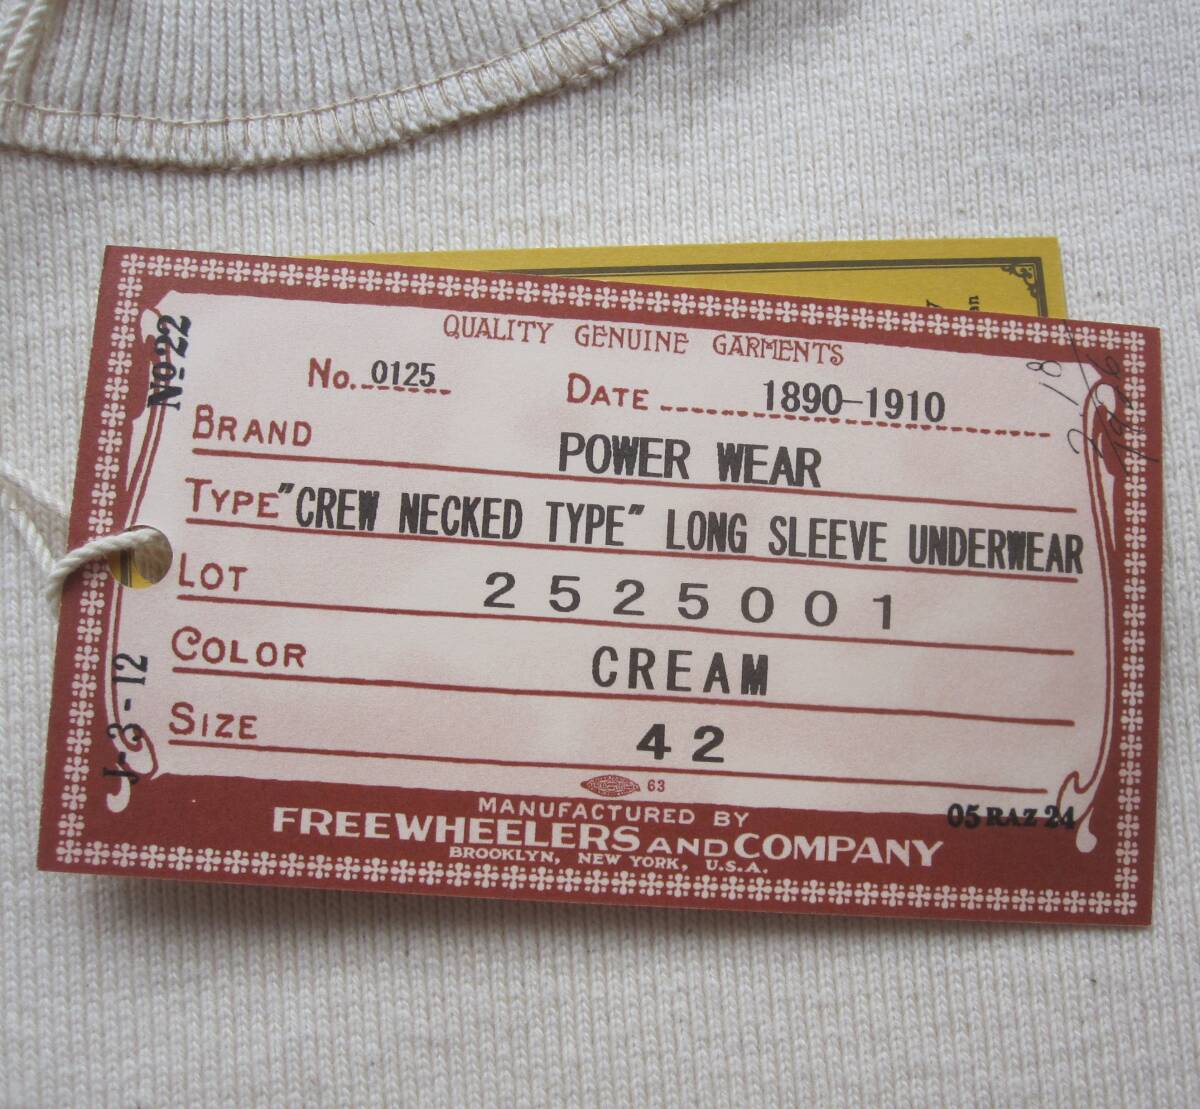 QUALITY GENUINE GARMENTS
No. 0125
DATE 1890-1910
BRAND POWER WEAR
TYPE "CREW NECKED TYPE" LONG SLEEVE UNDERWEAR
LOT 2525001
COLOR CREAM
SIZE 42
63
MANUFACTURED BY
FREEWHEELERS AND COMPANY
BROOKLYN, NEW YORK, U.S.A.
05 RAZ 24
No-22
J-3-12